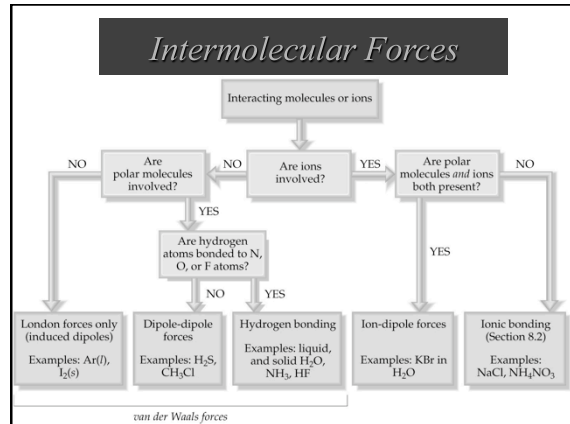 Intermolecular Forces
Interacting molecules or ions
Are
polar molecules
involved?
NO
NO
Are ions
involved?
YES
Are polar
molecules and ions
both present?
NO
YES
Are hydrogen
atoms bonded to N,
O, or F atoms?
YES
NO
YES
London forces only
(induced dipoles)
Examples: Ar(l),
I₂(s)
Dipole-dipole
forces
Examples: H₂S,
CH₃Cl
Hydrogen bonding
Examples: liquid,
and solid H₂O,
NH₃, HF
Ion-dipole forces
Examples: KBr in
H₂O
Ionic bonding
(Section 8.2)
Examples:
NaCl, NH₄NO₃
van der Waals forces